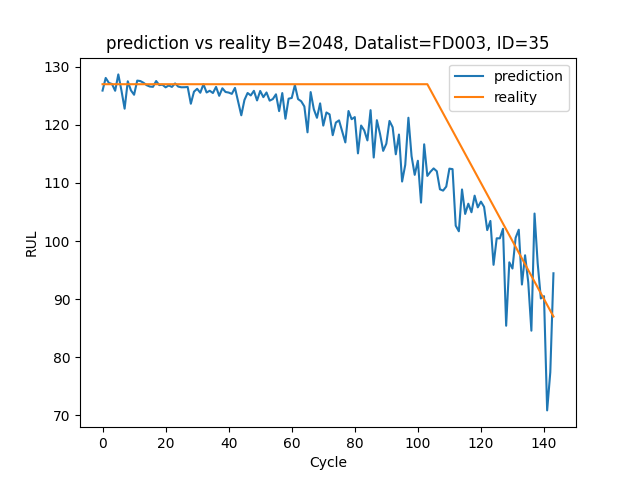 prediction vs reality B=2048, Datalist=FD003, ID=35
prediction
reality
130
120
110
100
90
80
70
RUL
0 20 40 60 80 100 120 140
Cycle